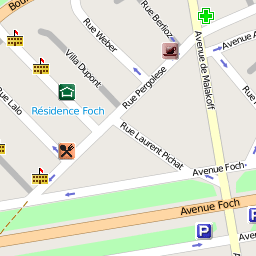 Bou
Rue Weber
Rue Berlioz
Avenue A
Villa Dupont
Avenue de Malakoff
Rue Pergolèse
Résidence Foch
Rue Lalo
Rue Laurent Pichat
Avenue Foch
Avenue Foch
P
P
A